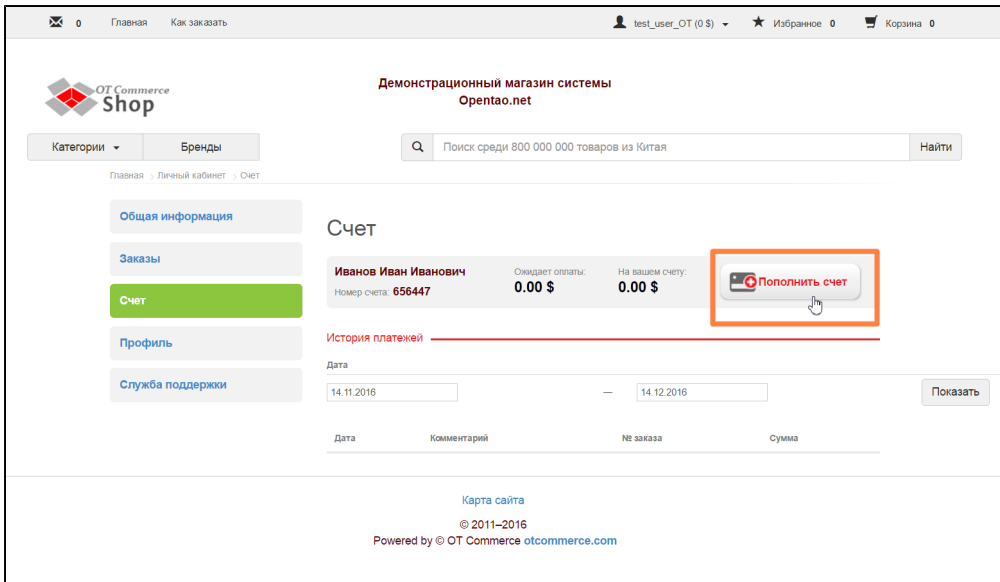 0 Главная Как заказать test_user_OT (0 $) Избранное 0 Корзина 0
OT Commerce
Shop
Демонстрационный магазин системы
Opentao.net
Категории Бренды Поиск среди 800 000 000 товаров из Китая Найти
Главная > Личный кабинет > Счет
Общая информация
Заказы
Счет
Профиль
Служба поддержки
Счет
Иванов Иван Иванович
Номер счета: 656447
Ожидает оплаты:
0.00 $
На вашем счету:
0.00 $
Пополнить счет
История платежей
Дата
14.11.2016 — 14.12.2016 Показать
Дата Комментарий № заказа Сумма
Карта сайта
© 2011–2016
Powered by © OT Commerce otcommerce.com